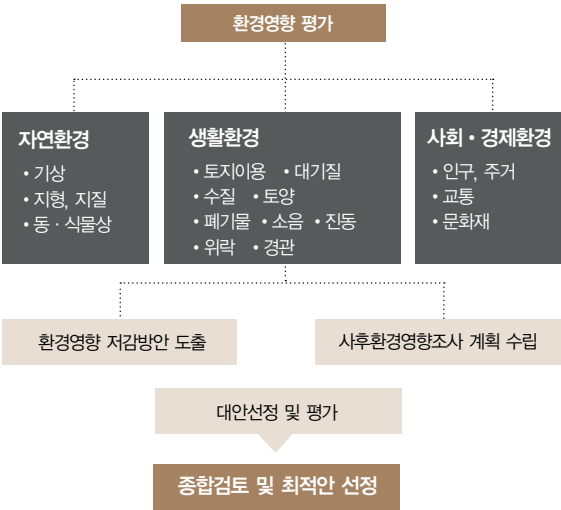 환경영향 평가
자연환경
• 기상
• 지형, 지질
• 동 · 식물상
생활환경
• 토지이용 • 대기질
• 수질 • 토양
• 폐기물 • 소음 • 진동
• 위락 • 경관
사회 • 경제환경
• 인구, 주거
• 교통
• 문화재
환경영향 저감방안 도출
사후환경영향조사 계획 수립
대안선정 및 평가
종합검토 및 최적안 선정